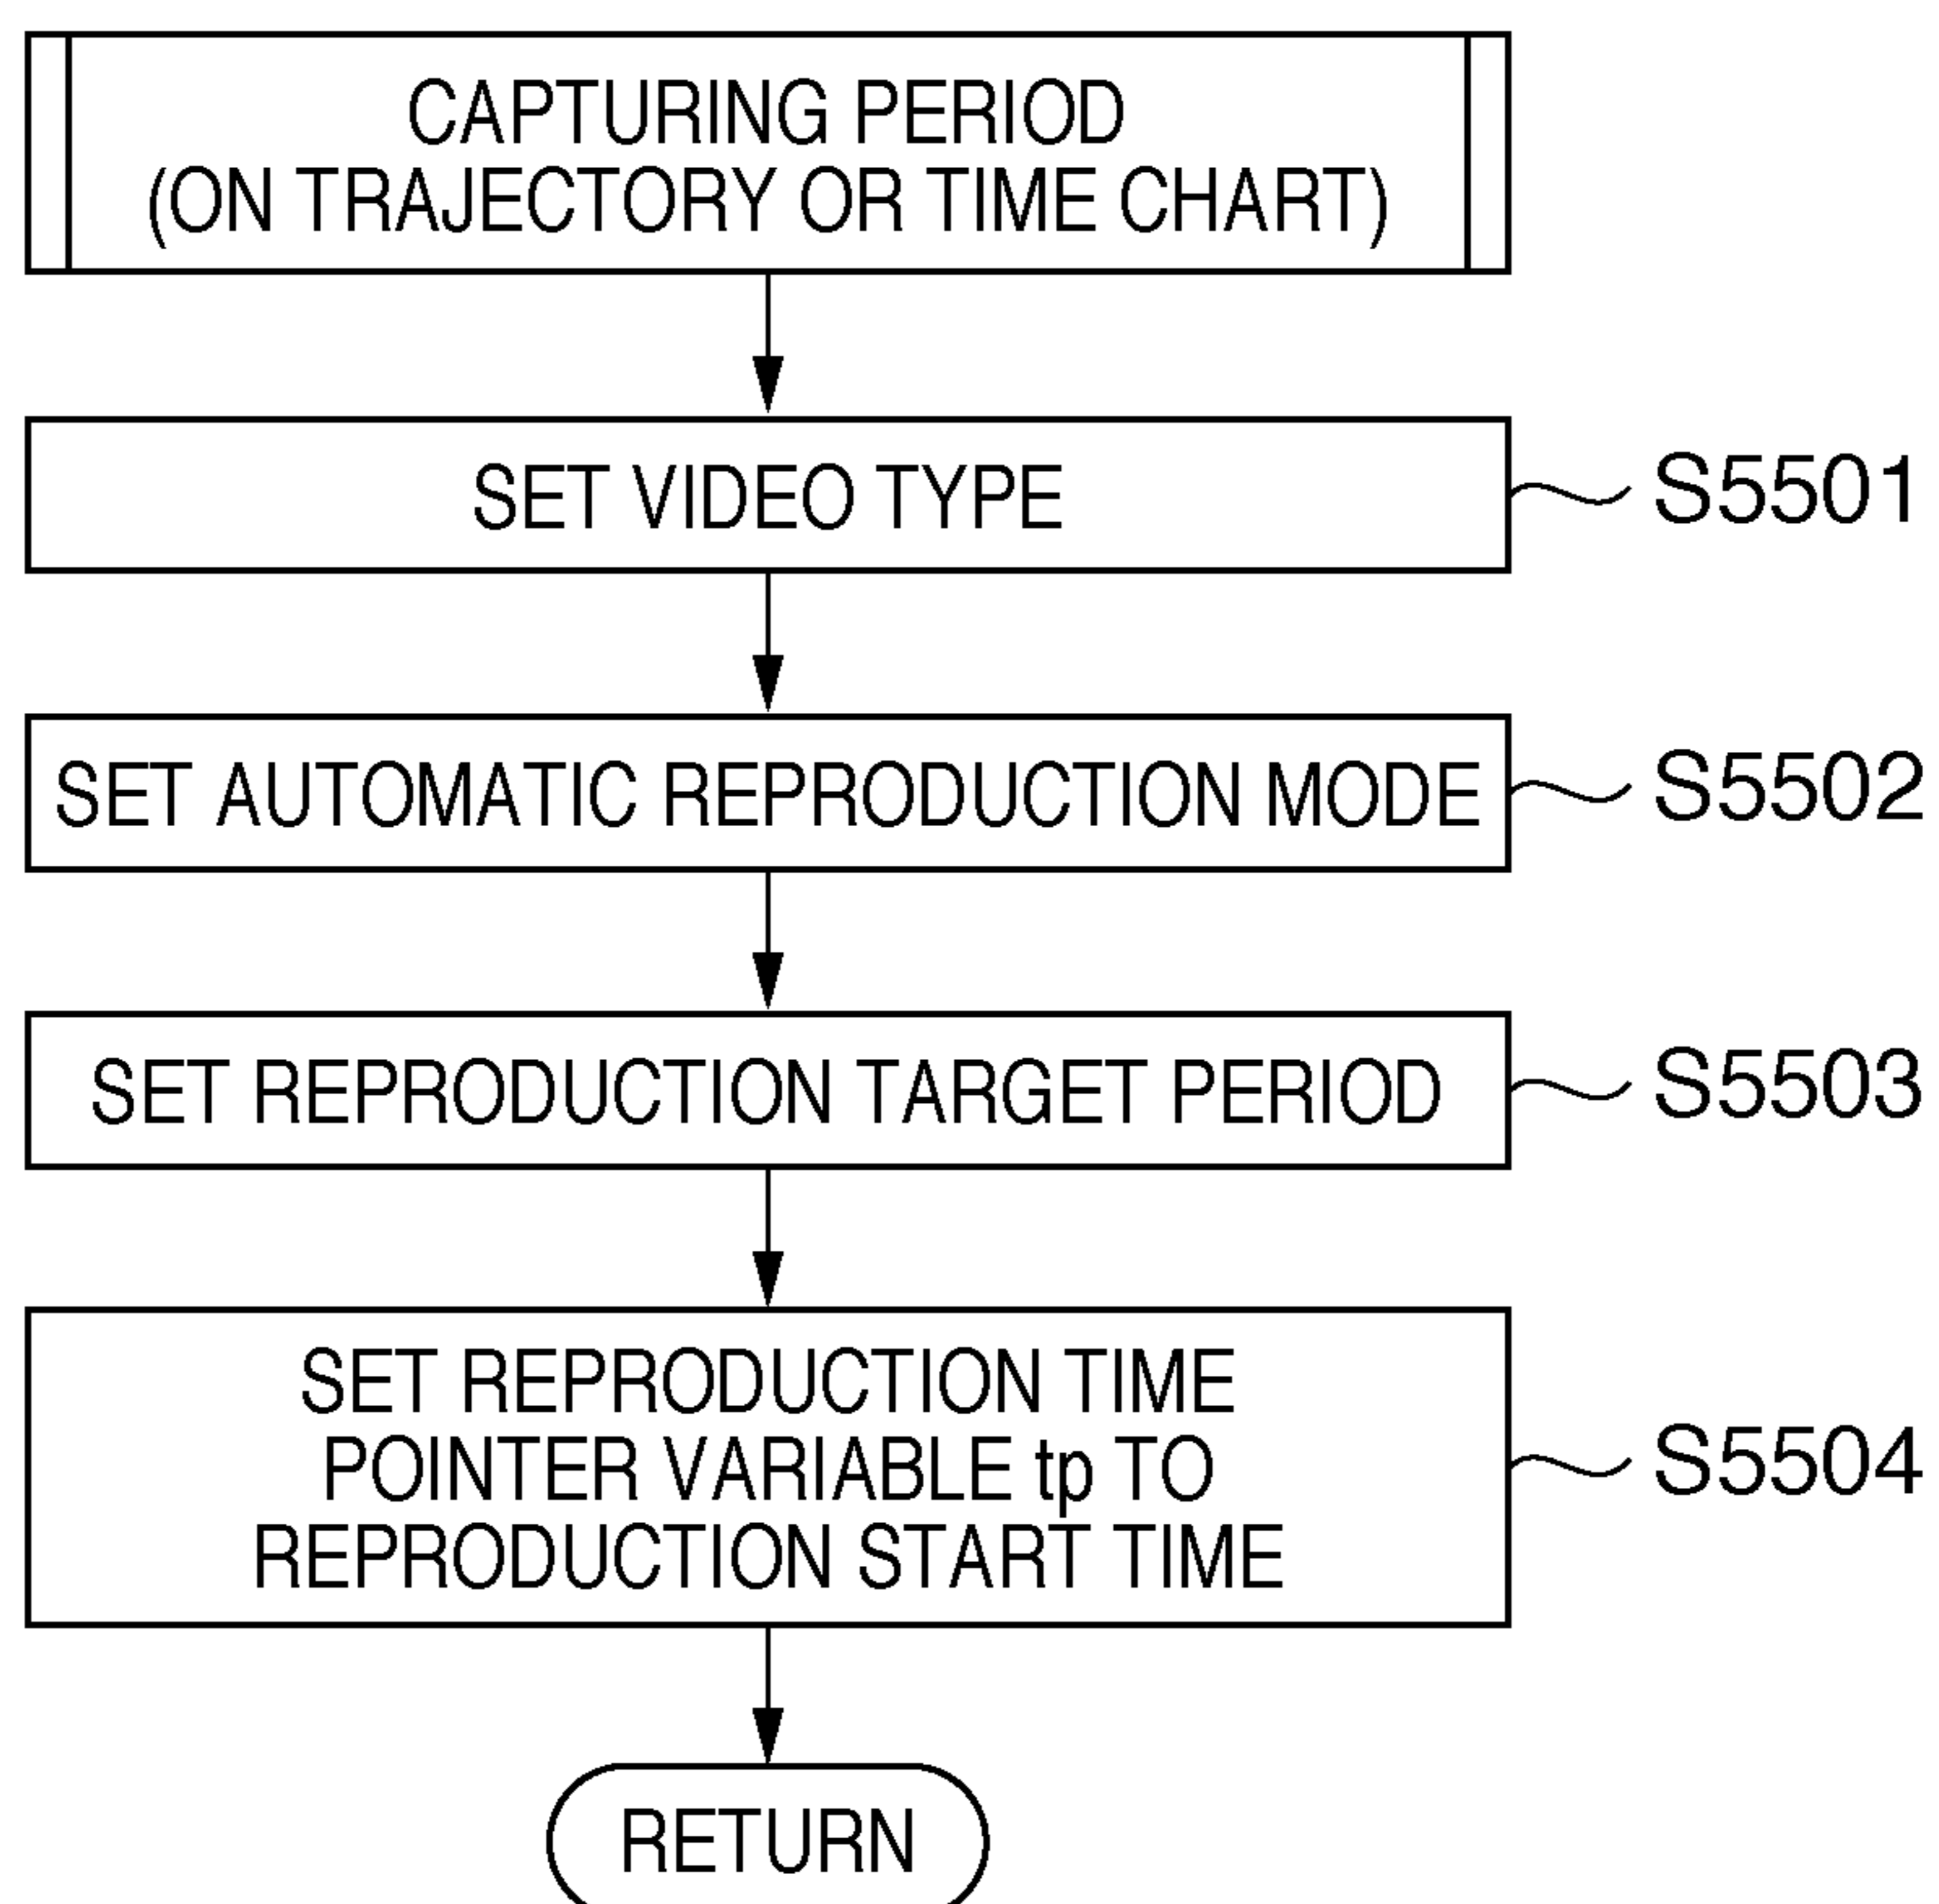 CAPTURING PERIOD
(ON TRAJECTORY OR TIME CHART)
SET VIDEO TYPE
S5501
SET AUTOMATIC REPRODUCTION MODE
S5502
SET REPRODUCTION TARGET PERIOD
S5503
SET REPRODUCTION TIME
POINTER VARIABLE tp TO
REPRODUCTION START TIME
S5504
RETURN